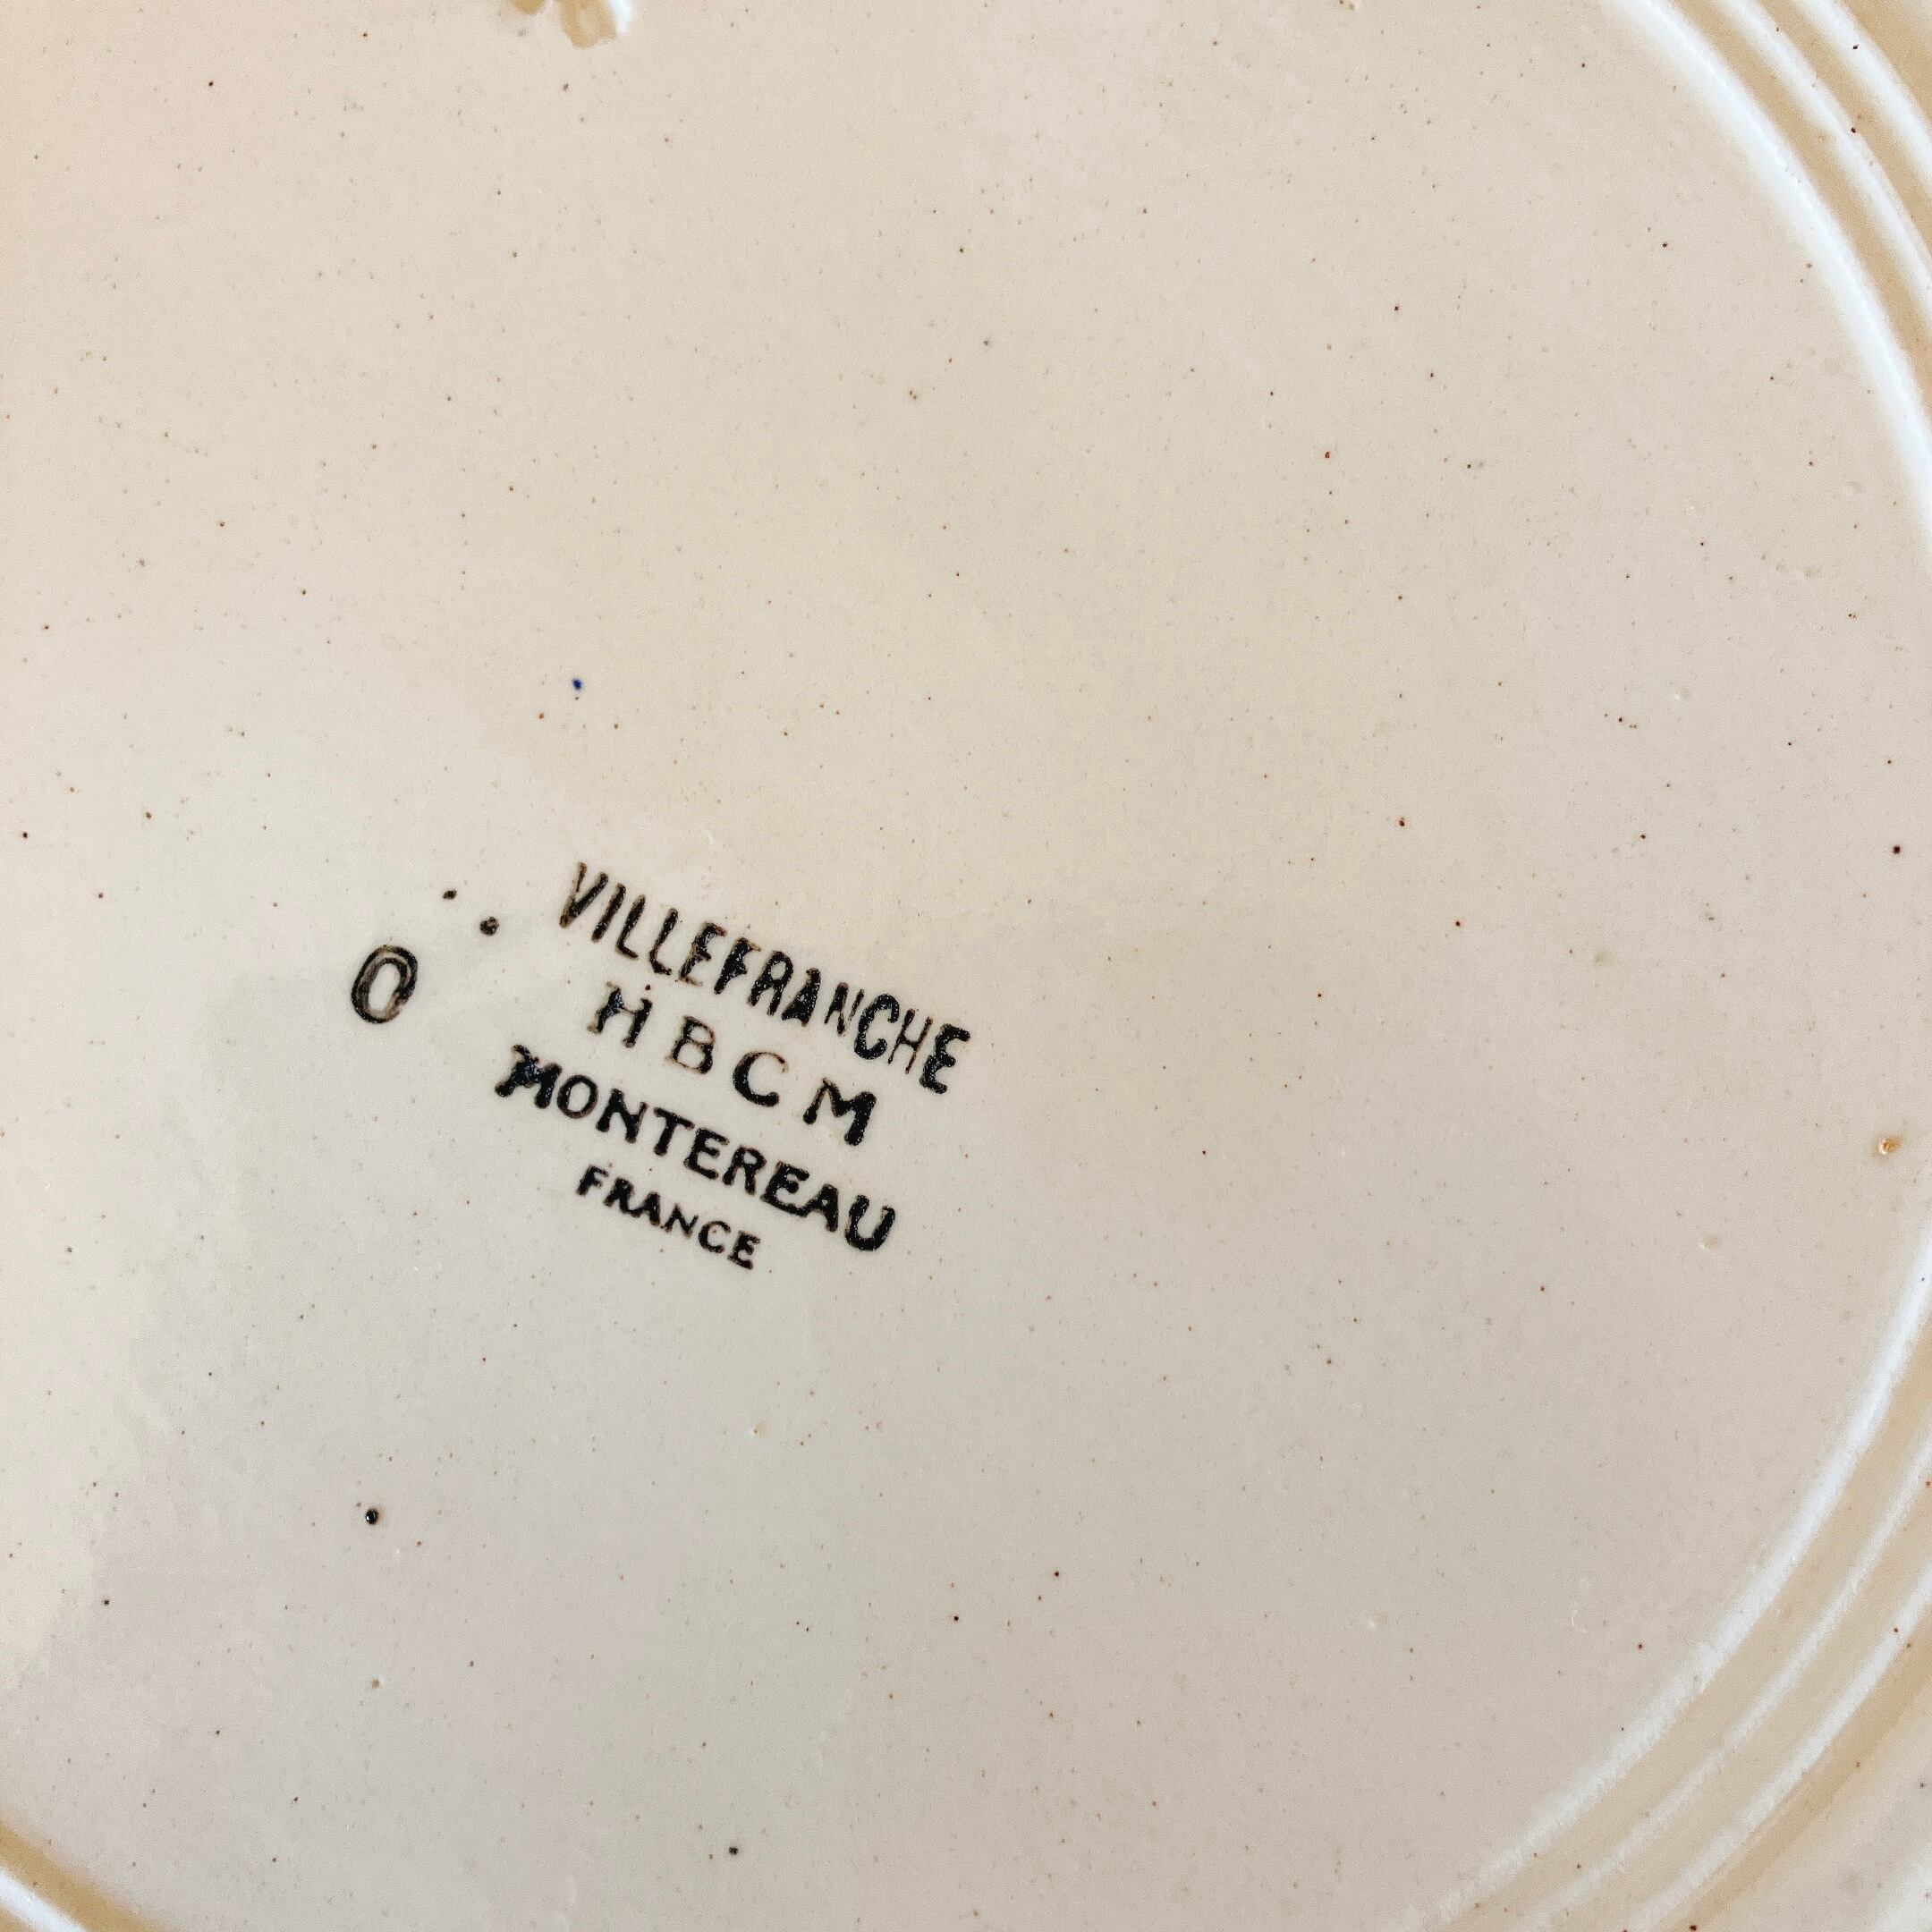 VILLEFRANCHE
O
H B C M
MONTEREAU
FRANCE